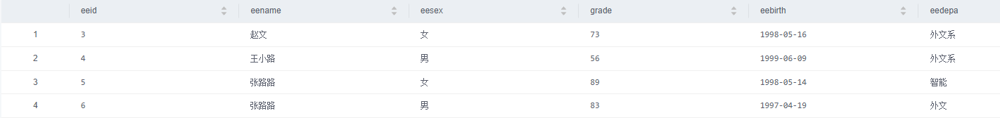 eeid eename eesex grade eebirth eedepa
1 3 赵文 女 73 1998-05-16 外文系
2 4 王小路 男 56 1999-06-09 外文系
3 5 张路路 女 89 1998-05-14 智能
4 6 张路路 男 83 1997-04-19 外文